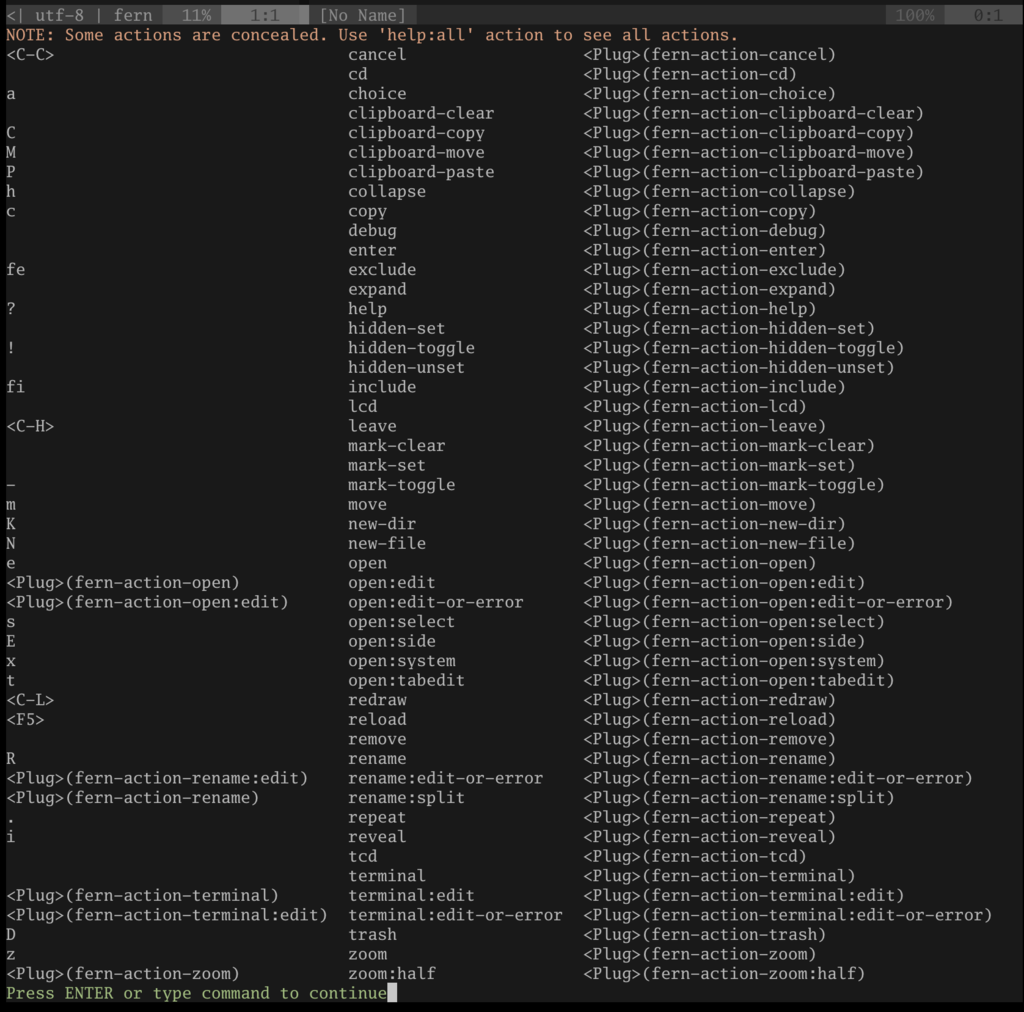 <| utf-8 | fern 11% 1:1 [No Name] 100% 0:1
NOTE: Some actions are concealed. Use 'help:all' action to see all actions.
<C-C> cancel <Plug>(fern-action-cancel)
cd <Plug>(fern-action-cd)
a choice <Plug>(fern-action-choice)
clipboard-clear <Plug>(fern-action-clipboard-clear)
C clipboard-copy <Plug>(fern-action-clipboard-copy)
M clipboard-move <Plug>(fern-action-clipboard-move)
P clipboard-paste <Plug>(fern-action-clipboard-paste)
h collapse <Plug>(fern-action-collapse)
c copy <Plug>(fern-action-copy)
debug <Plug>(fern-action-debug)
enter <Plug>(fern-action-enter)
fe exclude <Plug>(fern-action-exclude)
expand <Plug>(fern-action-expand)
? help <Plug>(fern-action-help)
hidden-set <Plug>(fern-action-hidden-set)
! hidden-toggle <Plug>(fern-action-hidden-toggle)
hidden-unset <Plug>(fern-action-hidden-unset)
fi include <Plug>(fern-action-include)
lcd <Plug>(fern-action-lcd)
<C-H> leave <Plug>(fern-action-leave)
mark-clear <Plug>(fern-action-mark-clear)
mark-set <Plug>(fern-action-mark-set)
- mark-toggle <Plug>(fern-action-mark-toggle)
m move <Plug>(fern-action-move)
K new-dir <Plug>(fern-action-new-dir)
N new-file <Plug>(fern-action-new-file)
e open <Plug>(fern-action-open)
<Plug>(fern-action-open) open:edit <Plug>(fern-action-open:edit)
<Plug>(fern-action-open:edit) open:edit-or-error <Plug>(fern-action-open:edit-or-error)
s open:select <Plug>(fern-action-open:select)
E open:side <Plug>(fern-action-open:side)
x open:system <Plug>(fern-action-open:system)
t open:tabedit <Plug>(fern-action-open:tabedit)
<C-L> redraw <Plug>(fern-action-redraw)
<F5> reload <Plug>(fern-action-reload)
remove <Plug>(fern-action-remove)
R rename <Plug>(fern-action-rename)
<Plug>(fern-action-rename:edit) rename:edit-or-error <Plug>(fern-action-rename:edit-or-error)
<Plug>(fern-action-rename) rename:split <Plug>(fern-action-rename:split)
. repeat <Plug>(fern-action-repeat)
i reveal <Plug>(fern-action-reveal)
tcd <Plug>(fern-action-tcd)
terminal <Plug>(fern-action-terminal)
<Plug>(fern-action-terminal) terminal:edit <Plug>(fern-action-terminal:edit)
<Plug>(fern-action-terminal:edit) terminal:edit-or-error <Plug>(fern-action-terminal:edit-or-error)
D trash <Plug>(fern-action-trash)
z zoom <Plug>(fern-action-zoom)
<Plug>(fern-action-zoom) zoom:half <Plug>(fern-action-zoom:half)
Press ENTER or type command to continue